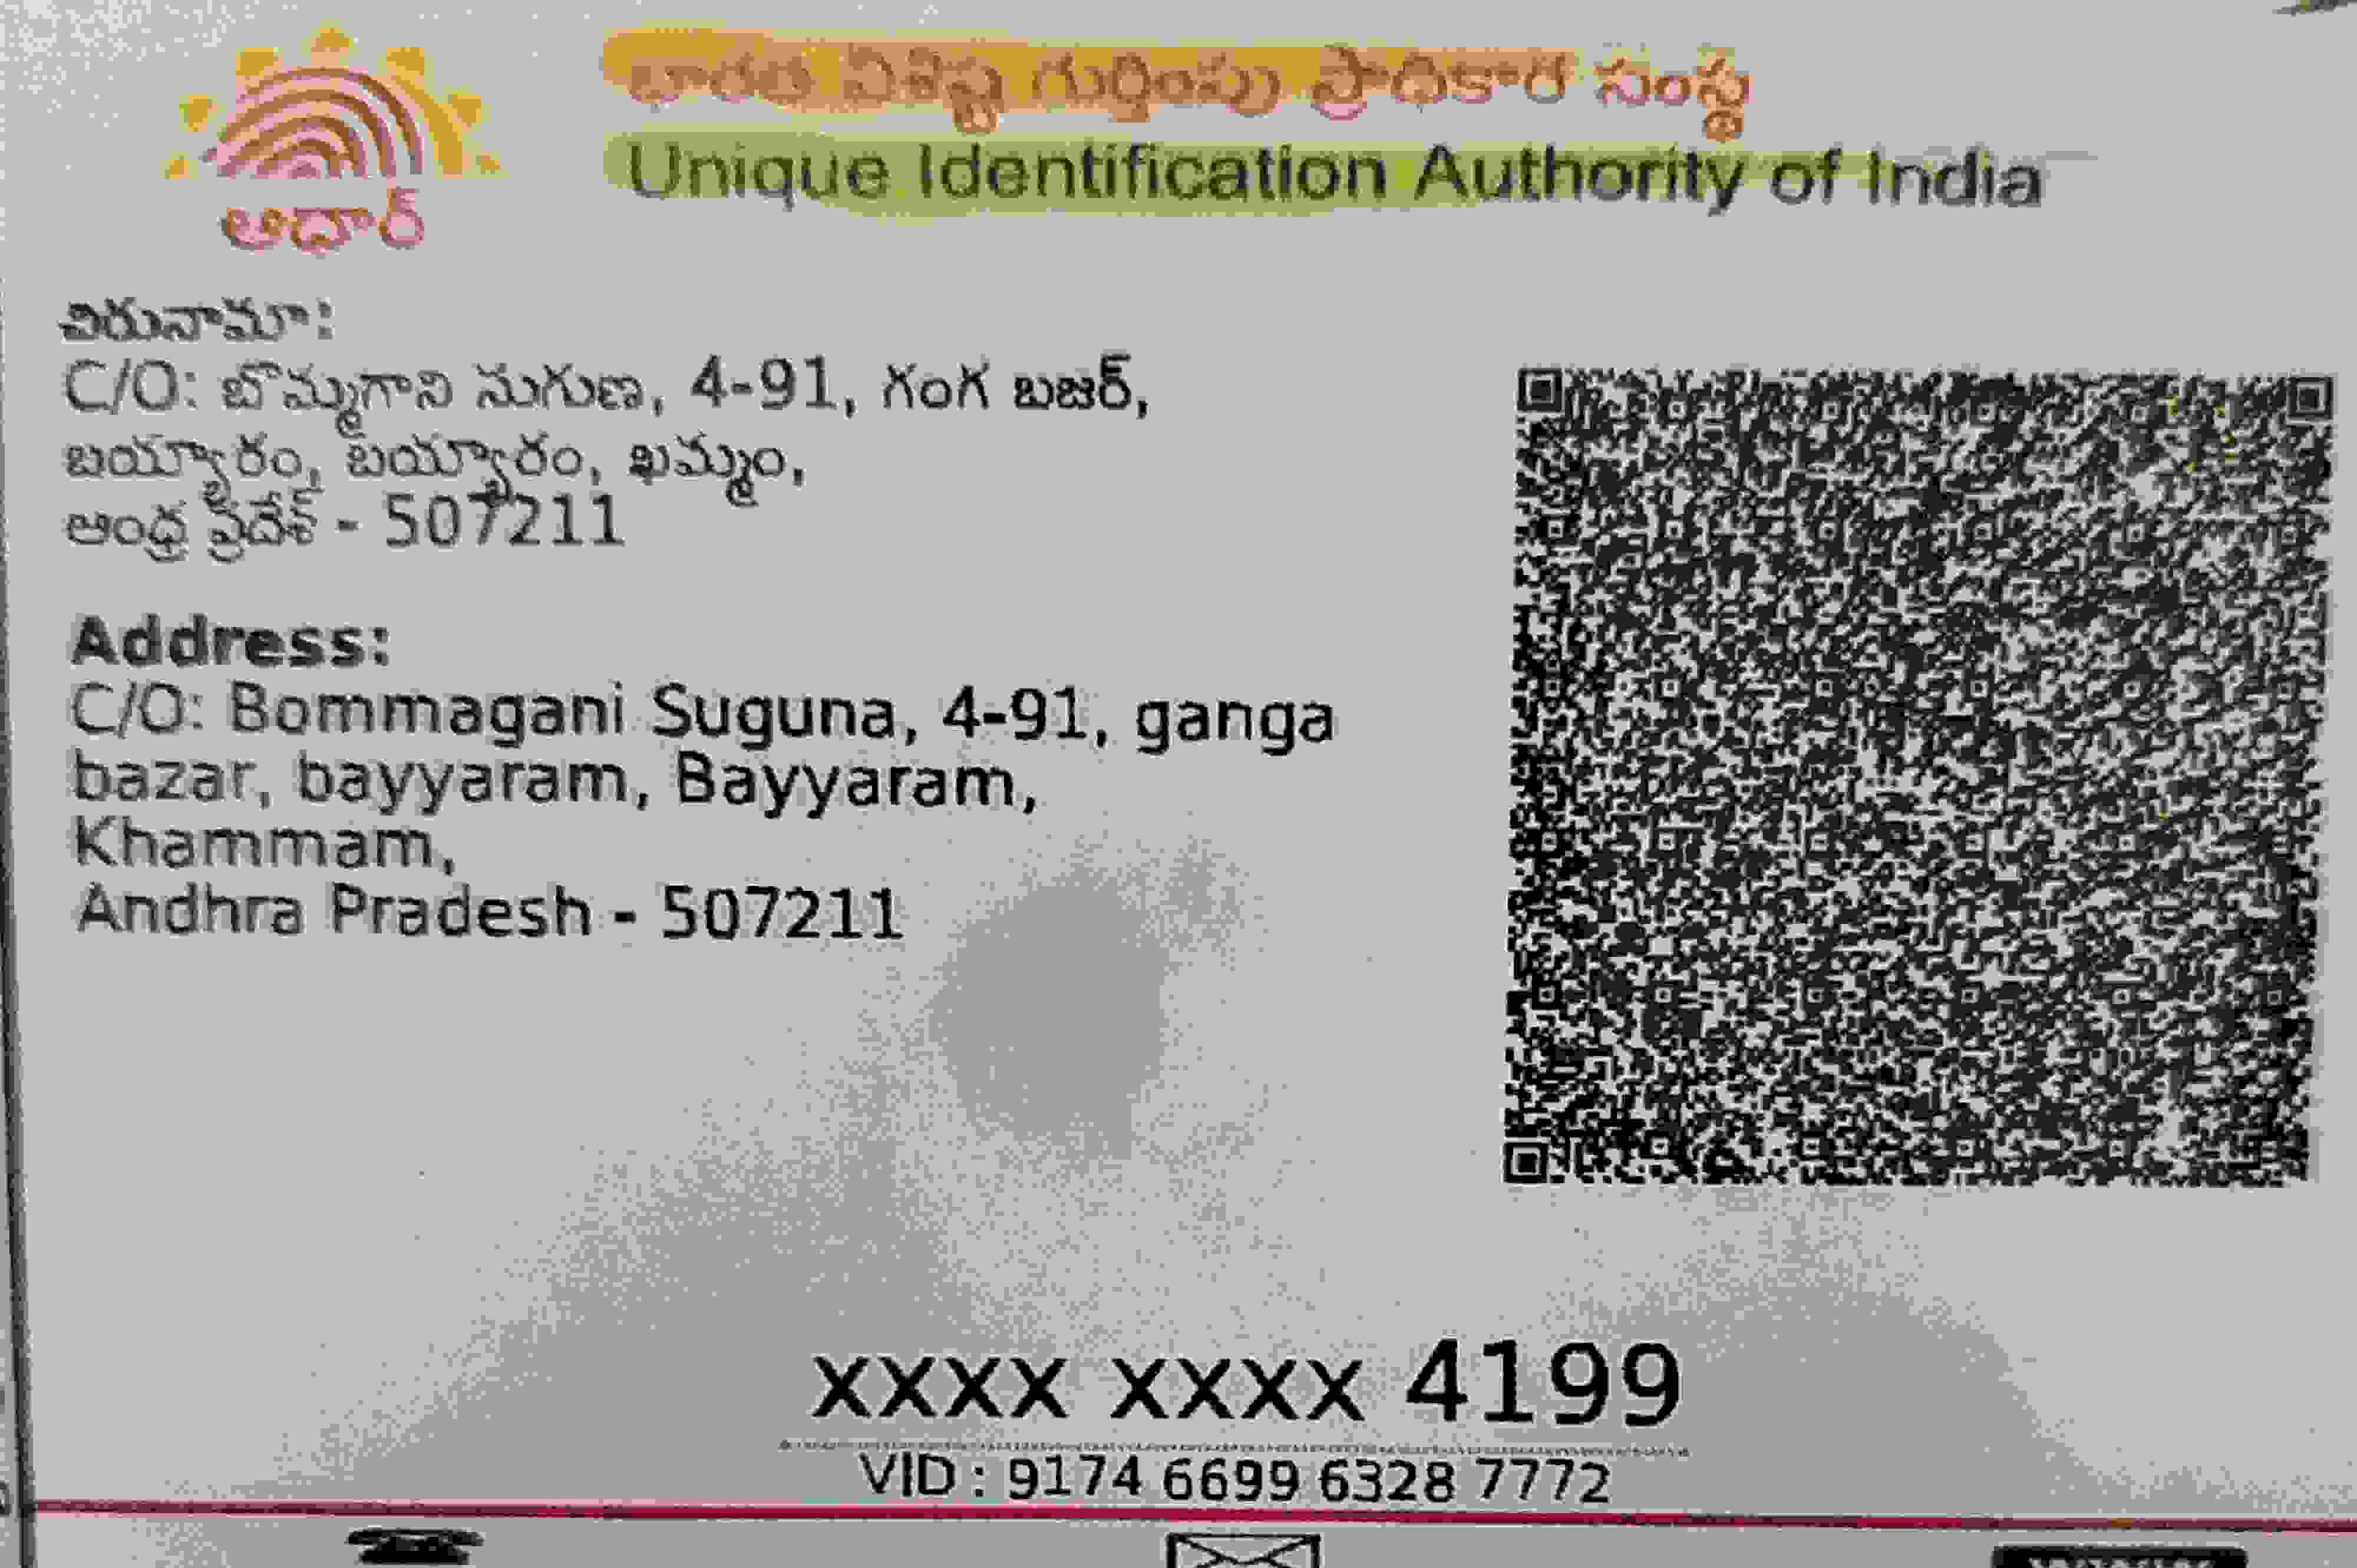 భారత విశిష్ట గుర్తింపు ప్రాధికార సంస్థ
Unique Identification Authority of India
ఆధార్
చిరునామా:
C/O: బొమ్మగాని సుగుణ, 4-91, గంగ బజర్,
బయ్యారం, బయ్యారం, ఖమ్మం,
ఆంధ్ర ప్రదేశ్ - 507211
Address:
C/O: Bommagani Suguna, 4-91, ganga
bazar, bayyaram, Bayyaram,
Khammam,
Andhra Pradesh - 507211
xxxx xxxx 4199
VID : 9174 6699 6328 7772